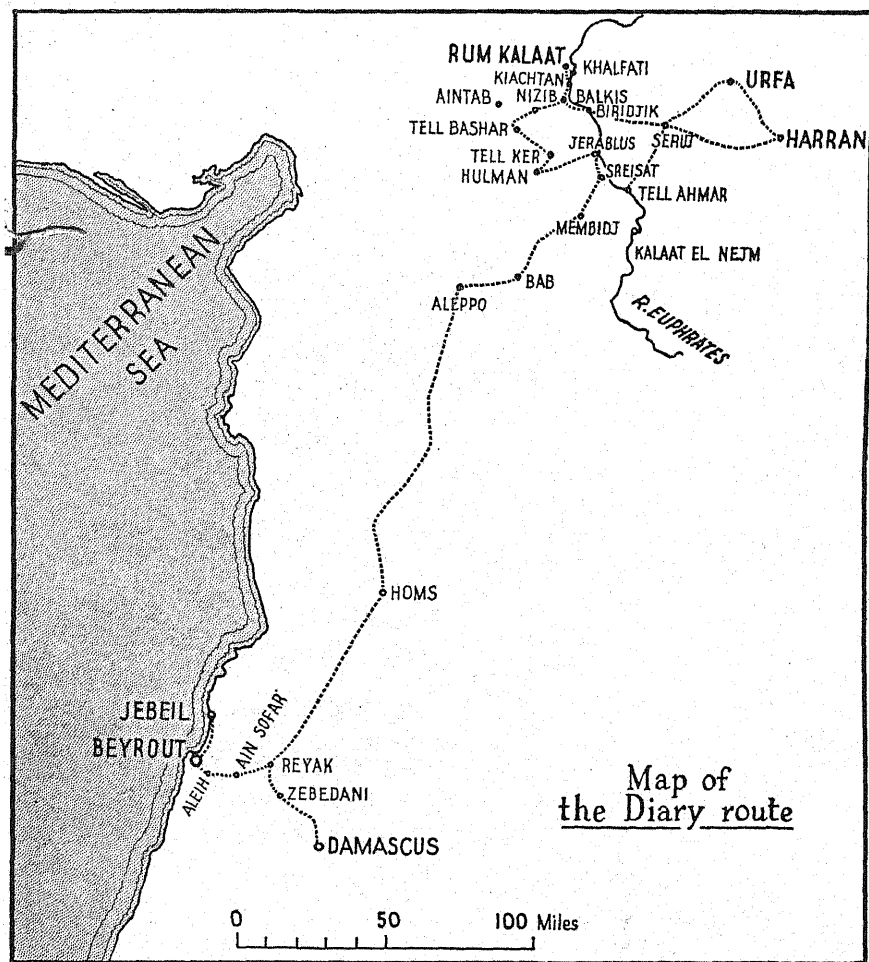 RUM KALAAT
KHALFATI
KIACHTAN
URFA
AINTAB
NIZIB
BALKIS
BIRIDJIK
TELL BASHAR
JERABLUS
SERUJ
HARRAN
TELL KER
SREISAT
HULMAN
TELL AHMAR
MEMBIDJ
KALAAT EL NEJM
BAB
ALEPPO
R. EUPHRATES
MEDITERRANEAN
SEA
HOMS
JEBEIL
AIN SOFAR
BEYROUT
REYAK
ALEIH
ZEBEDANI
DAMASCUS
Map of
the Diary route
0 50 100 Miles